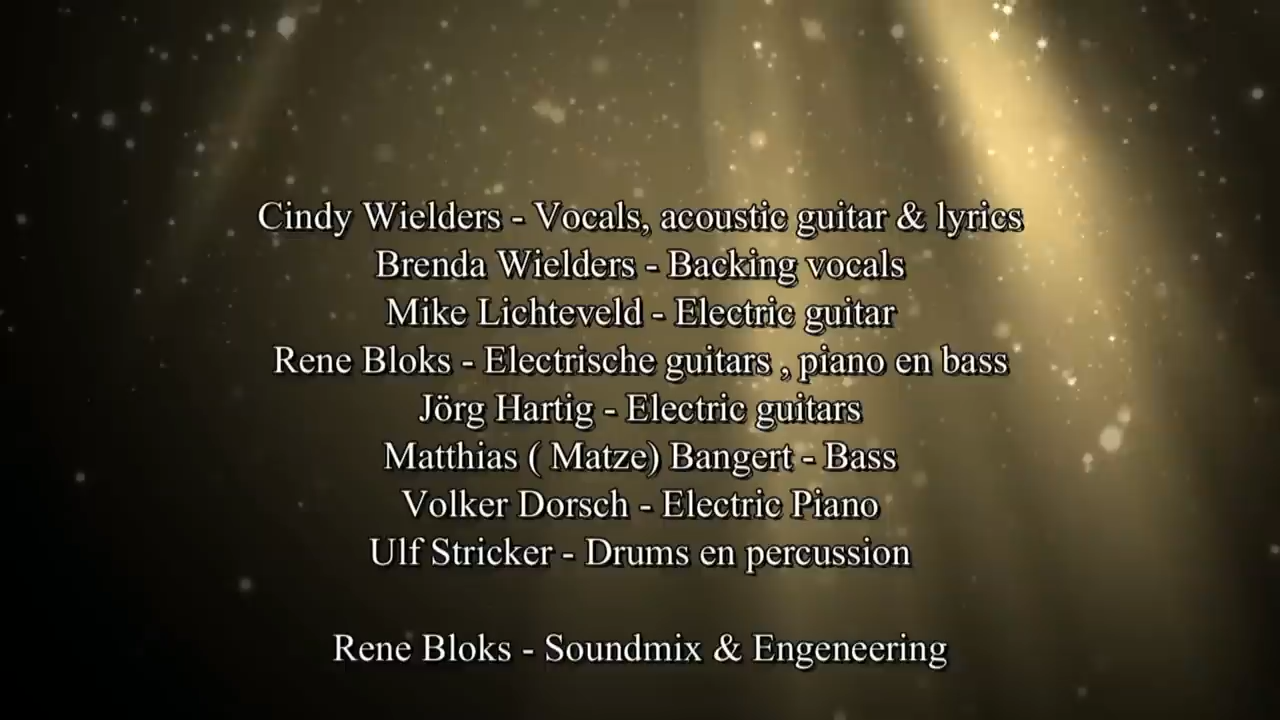 Cindy Wielders - Vocals, acoustic guitar & lyrics
Brenda Wielders - Backing vocals
Mike Lichteveld - Electric guitar
Rene Bloks - Electrische guitars , piano en bass
Jörg Hartig - Electric guitars
Matthias ( Matze) Bangert - Bass
Volker Dorsch - Electric Piano
Ulf Stricker - Drums en percussion
Rene Bloks - Soundmix & Engeneering